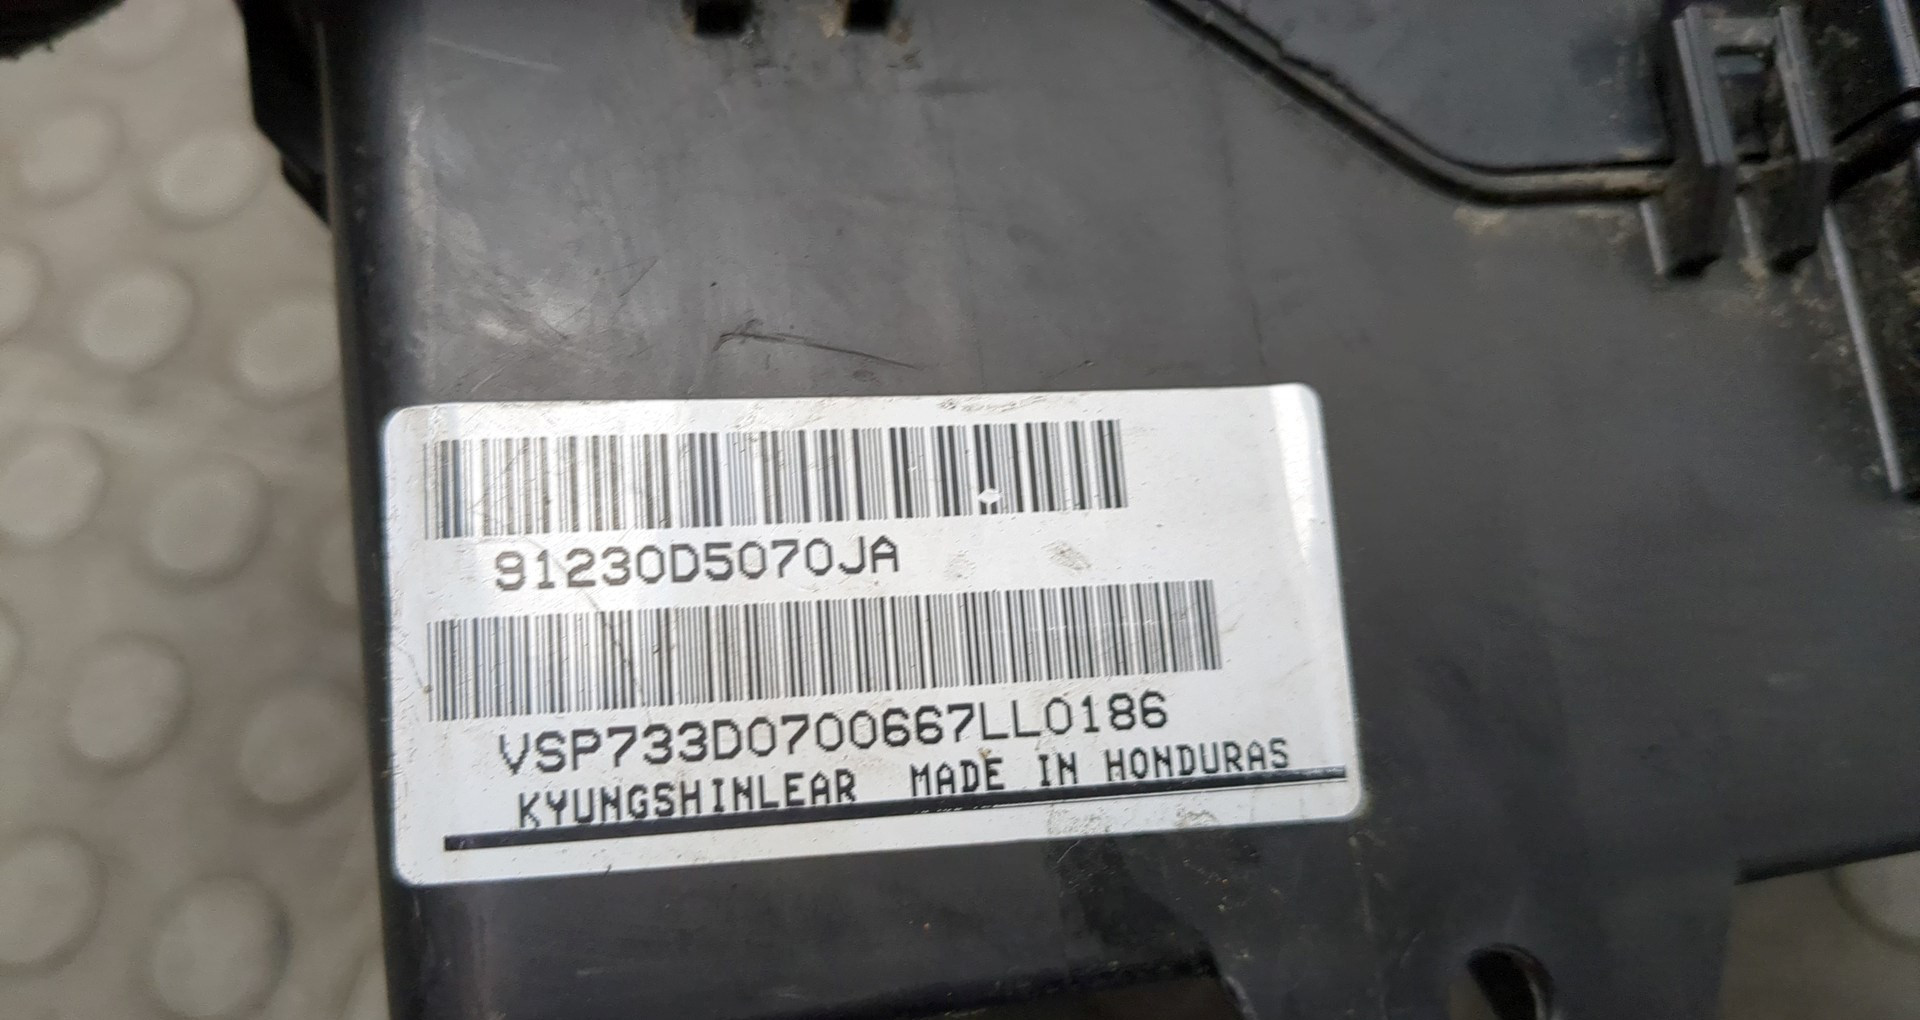 91230D5070JA
VSP733D0700667LL0186
KYUNGSHINLEAR MADE IN HONDURAS